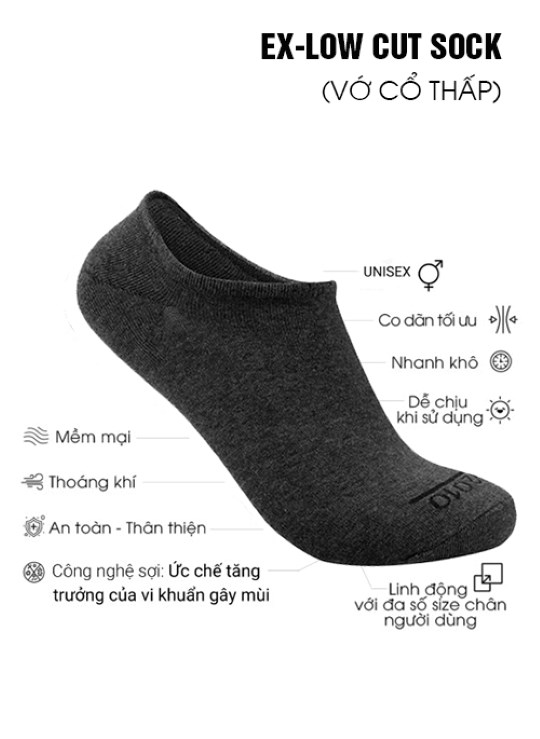 EX-LOW CUT SOCK
(VỚ CỔ THẤP)
UNISEX
Co dãn tối ưu
Nhanh khô
Dễ chịu
khi sử dụng
Mềm mại
Thoáng khí
An toàn - Thân thiện
Công nghệ sợi: Ức chế tăng
trưởng của vi khuẩn gây mùi
Linh động
với đa số size chân
người dùng